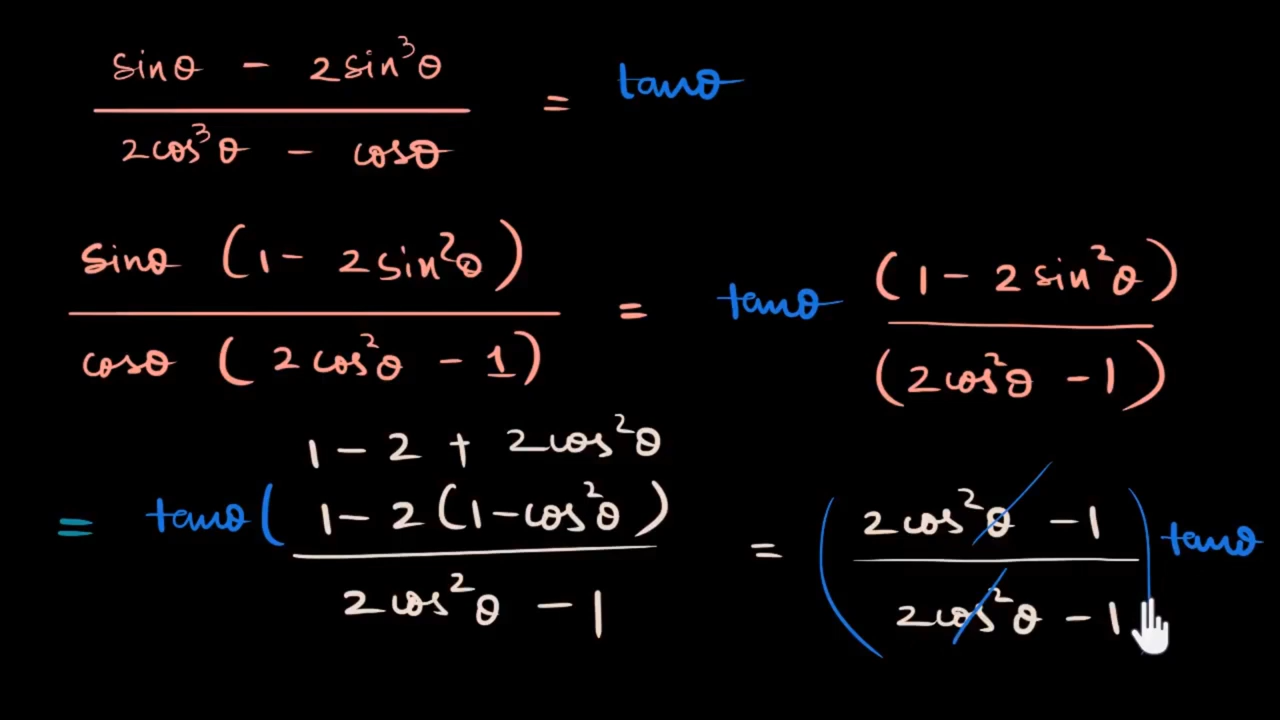 sinθ - 2sin³θ
―――――――― = tanθ
2cos³θ - cosθ
sinθ (1 - 2sin²θ)
―――――――― = tanθ
cosθ (2cos²θ - 1)
(1 - 2sin²θ)
――――――
(2cos²θ - 1)
1 - 2 + 2cos²θ
= tanθ ( 1 - 2(1-cos²θ) )
――――――――
2cos²θ - 1
= ( 2cos²θ - 1
―――――― ) tanθ
2cos²θ - 1